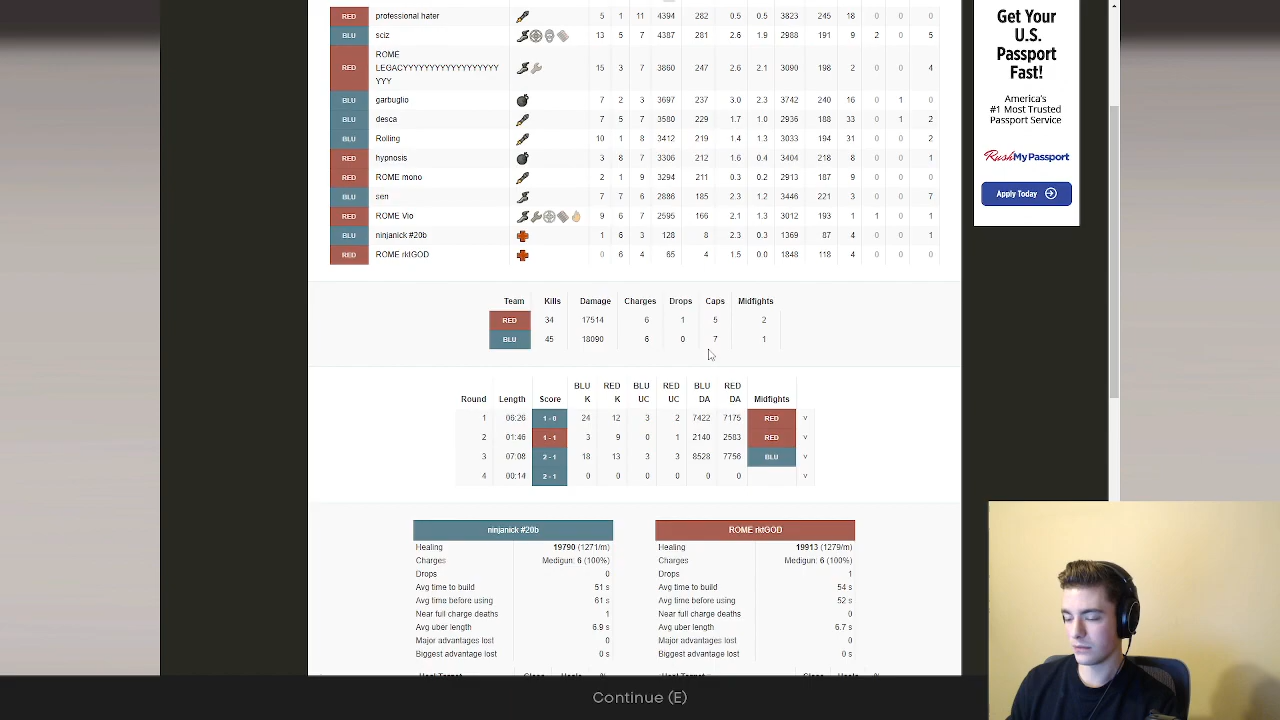 RED professional hater 5 1 11 4394 282 0.5 0.5 3823 245 18 0 0 0
BLU sciz 13 5 7 4387 281 2.6 1.9 2988 191 9 2 0 5
RED ROME LEGACYYYYYYYYYYYYYYYYYYY YYY 15 3 7 3860 247 2.6 2.1 3090 198 2 0 0 4
BLU garbuglio 7 2 3 3697 237 3.0 2.3 3742 240 16 0 1 0
BLU desca 7 5 7 3580 229 1.7 1.0 2936 188 33 0 1 2
BLU Rolling 10 1 8 3412 219 1.4 1.3 3033 194 31 0 0 2
RED hypnosis 3 8 7 3306 212 1.6 0.4 3404 218 8 0 0 1
RED ROME mono 2 1 9 3294 211 0.3 0.2 2913 187 9 0 0 0
BLU sen 7 7 6 2886 185 2.3 1.2 3446 221 3 0 0 7
RED ROME Vio 9 6 7 2595 166 2.1 1.3 3012 193 1 1 0 1
BLU ninjanick #20b 1 6 3 128 8 2.3 0.3 1369 87 4 0 0 1
RED ROME rktGOD 0 6 4 65 4 1.5 0.0 1848 118 4 0 0 0
Team Kills Damage Charges Drops Caps Midfights
RED 34 17514 6 1 5 2
BLU 45 18090 6 0 7 1
Round Length Score BLU K RED K BLU UC RED UC BLU DA RED DA Midfights
1 06:26 1 - 0 24 12 3 2 7422 7175 RED v
2 01:46 1 - 1 3 9 0 1 2140 2583 RED v
3 07:08 2 - 1 18 13 3 3 8528 7756 BLU v
4 00:14 2 - 1 0 0 0 0 0 0 v
ninjanick #20b
Healing 19790 (1271/m)
Charges Medigun: 6 (100%)
Drops 0
Avg time to build 51 s
Avg time before using 61 s
Near full charge deaths 1
Avg uber length 6.9 s
Major advantages lost 0
Biggest advantage lost 0 s
ROME rktGOD
Healing 19913 (1279/m)
Charges Medigun: 6 (100%)
Drops 1
Avg time to build 54 s
Avg time before using 52 s
Near full charge deaths 0
Avg uber length 6.7 s
Major advantages lost 0
Biggest advantage lost 0 s
Get Your
U.S.
Passport
Fast!
America's
#1 Most Trusted
Passport Service
RushMyPassport
Apply Today
Continue (E)